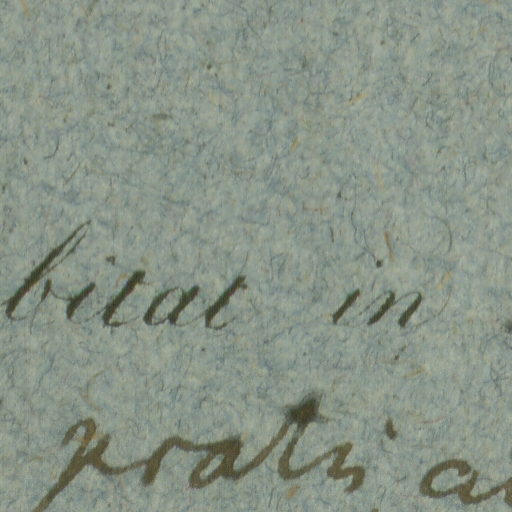 bitat in
pratis a